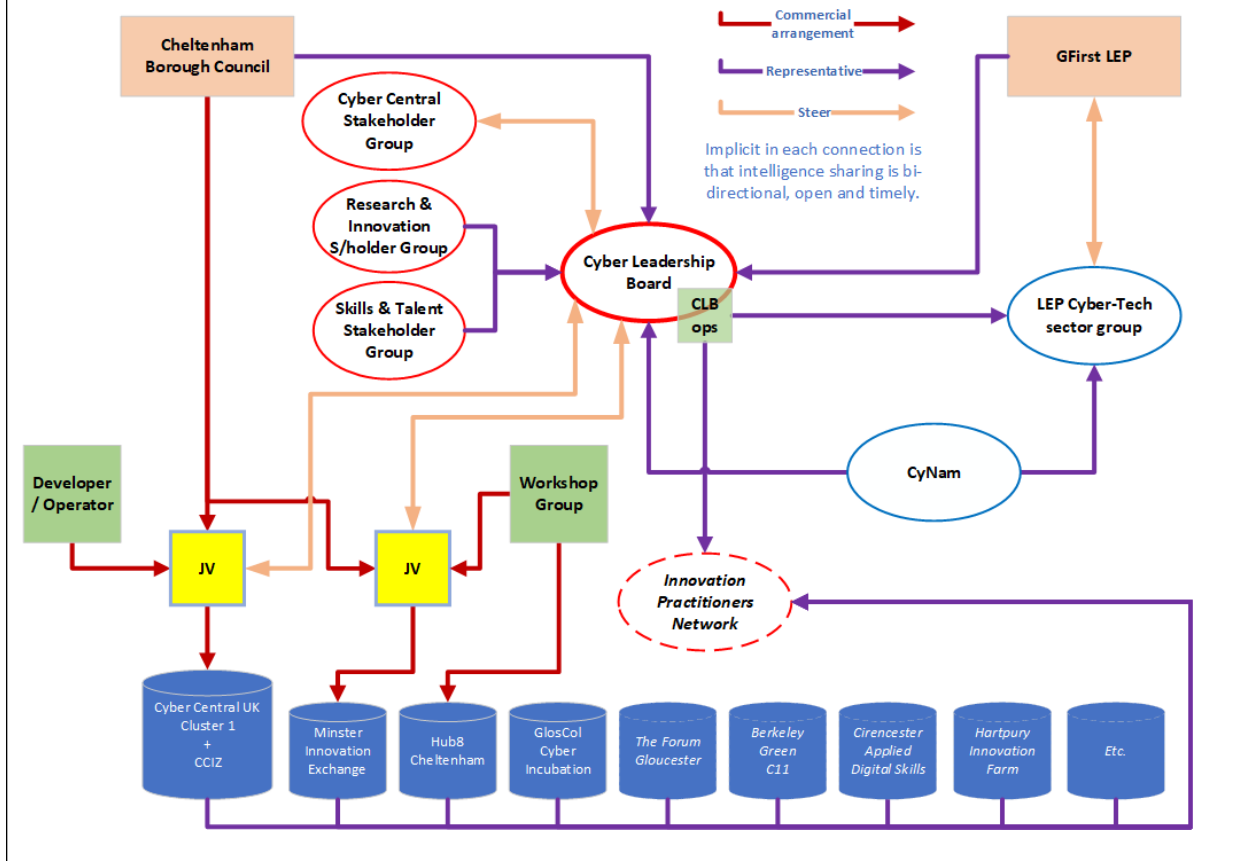 Cheltenham
Borough Council
Commercial
arrangement
Representative
Steer
Implicit in each connection is
that intelligence sharing is bi-
directional, open and timely.
GFirst LEP
Cyber Central
Stakeholder
Group
Research &
Innovation
S/holder Group
Skills & Talent
Stakeholder
Group
Cyber Leadership
Board
CLB
ops
LEP Cyber-Tech
sector group
CyNam
Developer
/ Operator
Workshop
Group
JV
JV
Innovation
Practitioners
Network
Cyber Central UK
Cluster 1
+
CCIZ
Minster
Innovation
Exchange
Hub8
Cheltenham
GlosCol
Cyber
Incubation
The Forum
Gloucester
Berkeley
Green
C11
Cirencester
Applied
Digital Skills
Hartpury
Innovation
Farm
Etc.